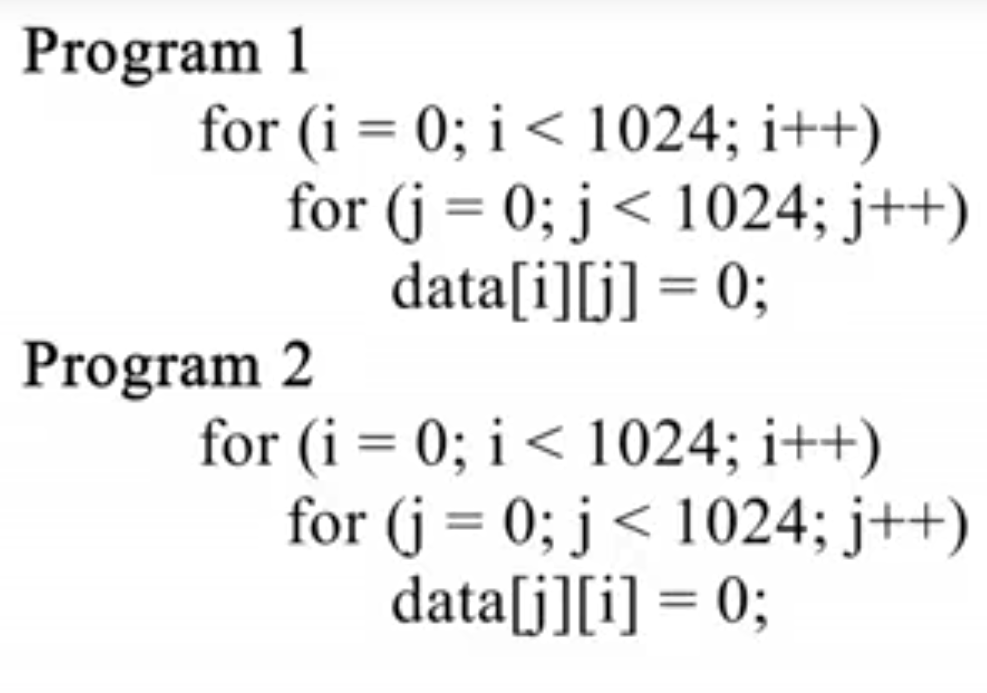 Program 1
for (i = 0; i < 1024; i++)
for (j = 0; j < 1024; j++)
data[i][j] = 0;
Program 2
for (i = 0; i < 1024; i++)
for (j = 0; j < 1024; j++)
data[j][i] = 0;